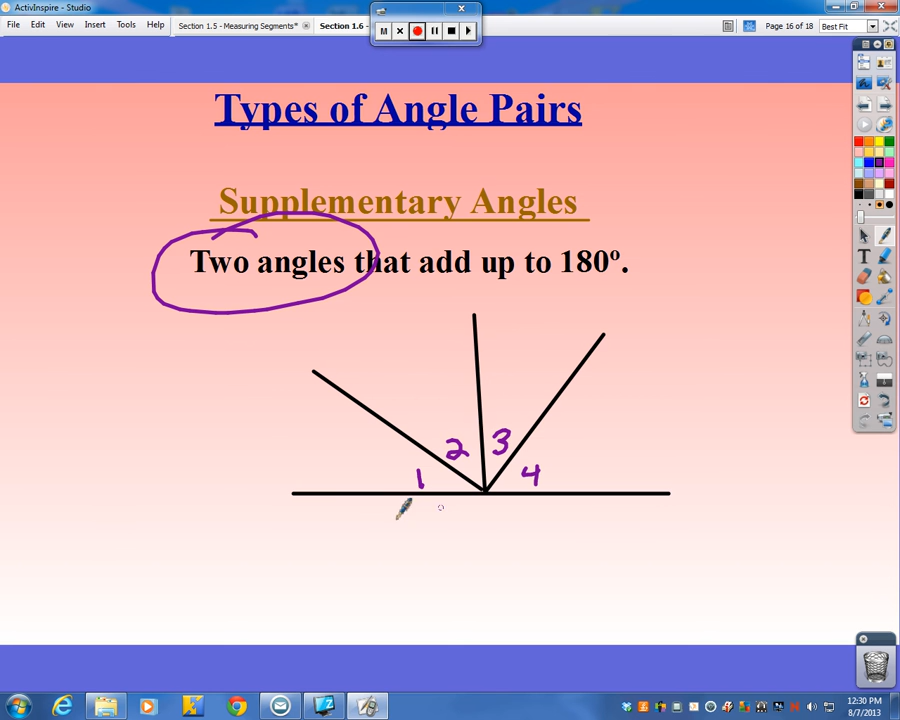 ActivInspire - Studio
File Edit View Insert Tools Help
Section 1.5 - Measuring Segments*
Section 1.6 -
M
Page 16 of 18
Best Fit
Types of Angle Pairs
Supplementary Angles
Two angles that add up to 180º.
2 3
1 4
T
12:30 PM
8/7/2013